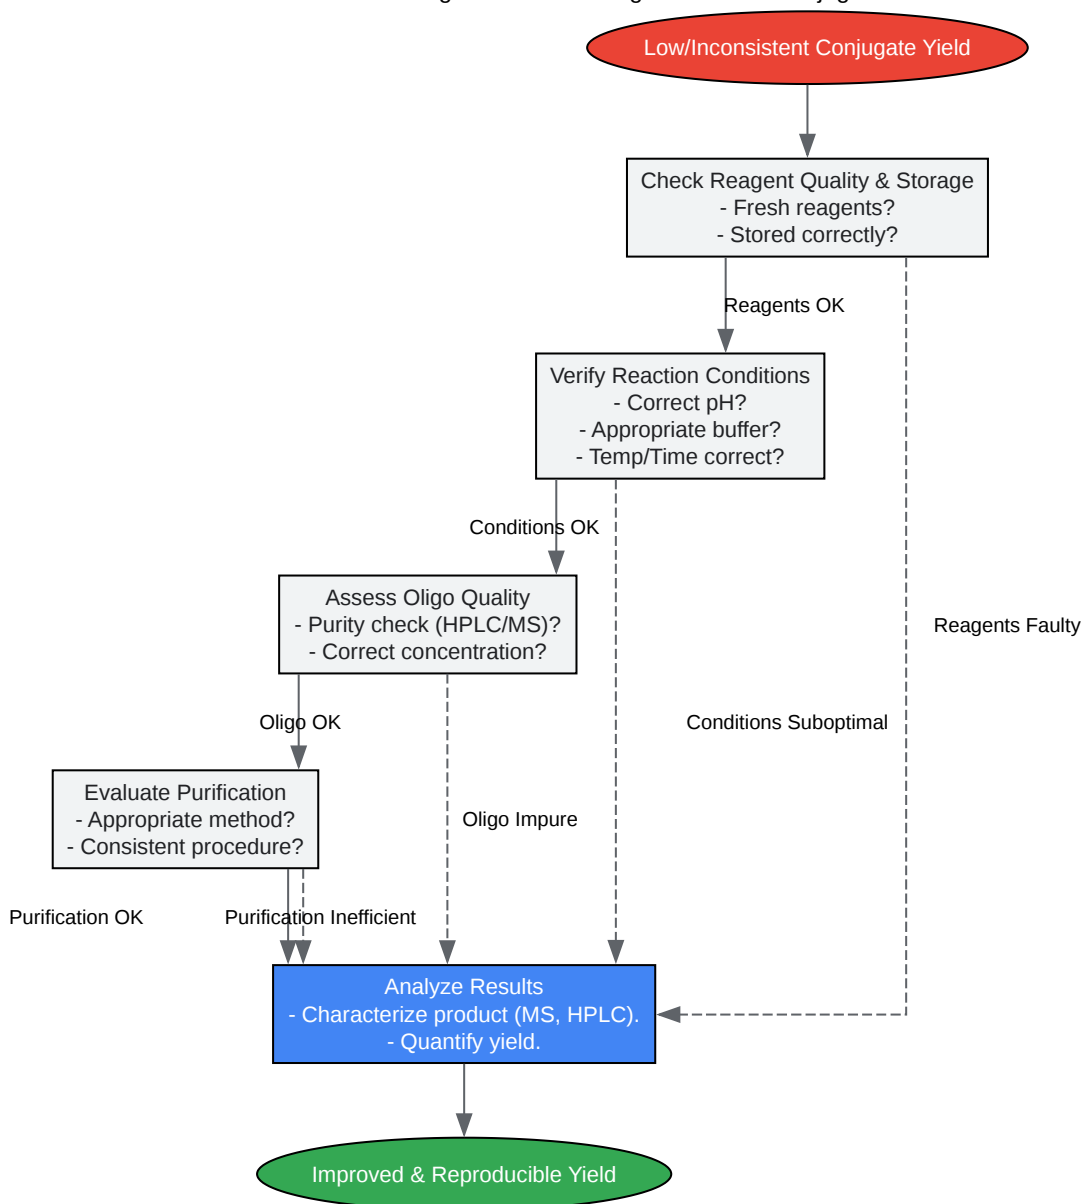 Low/Inconsistent Conjugate Yield
Check Reagent Quality & Storage
- Fresh reagents?
- Stored correctly?
Reagents OK
Verify Reaction Conditions
- Correct pH?
- Appropriate buffer?
- Temp/Time correct?
Conditions OK
Assess Oligo Quality
- Purity check (HPLC/MS)?
- Correct concentration?
Reagents Faulty
Oligo OK
Conditions Suboptimal
Evaluate Purification
- Appropriate method?
- Consistent procedure?
Oligo Impure
Purification OK
Purification Inefficient
Analyze Results
- Characterize product (MS, HPLC).
- Quantify yield.
Improved & Reproducible Yield